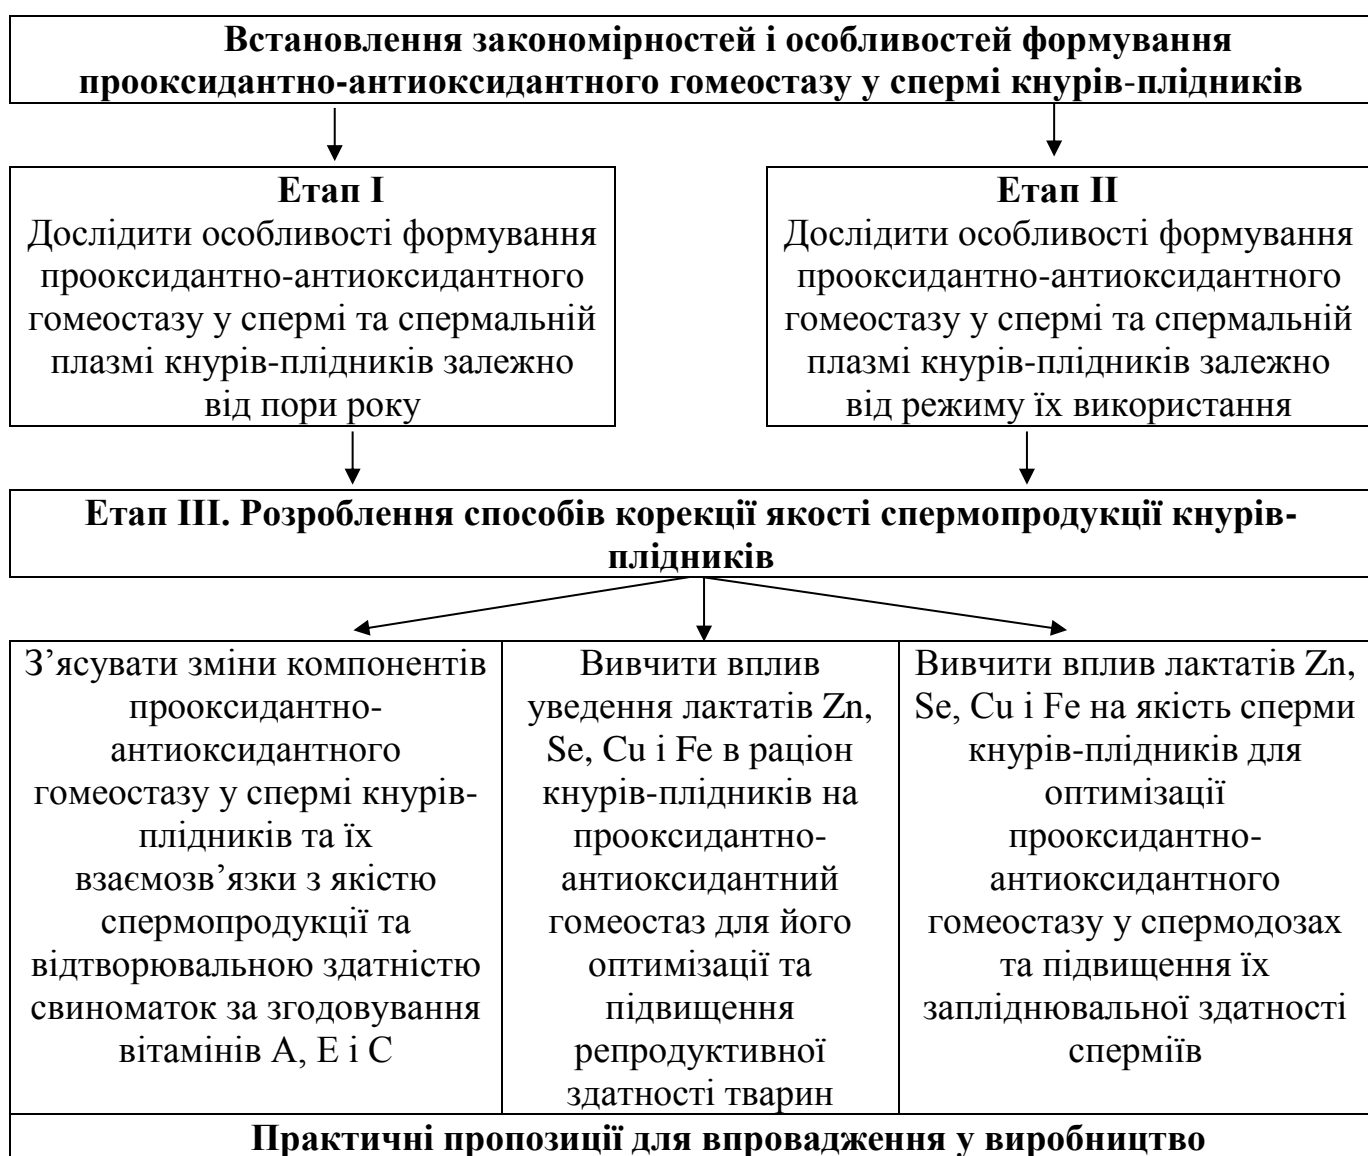 Встановлення закономірностей і особливостей формування
прооксидантно-антиоксидантного гомеостазу у спермі кнурів-плідників
Етап I
Дослідити особливості формування
прооксидантно-антиоксидантного
гомеостазу у спермі та спермальній
плазмі кнурів-плідників залежно
від пори року
Етап II
Дослідити особливості формування
прооксидантно-антиоксидантного
гомеостазу у спермі та спермальній
плазмі кнурів-плідників залежно
від режиму їх використання
Етап III. Розроблення способів корекції якості спермопродукції кнурів-
плідників
З’ясувати зміни компонентів
прооксидантно-
антиоксидантного
гомеостазу у спермі кнурів-
плідників та їх
взаємозв’язки з якістю
спермопродукції та
відтворювальною здатністю
свиноматок за згодовування
вітамінів А, Е і С
Вивчити вплив
уведення лактатів Zn,
Se, Cu і Fe в раціон
кнурів-плідників на
прооксидантно-
антиоксидантний
гомеостаз для його
оптимізації та
підвищення
репродуктивної
здатності тварин
Вивчити вплив лактатів Zn,
Se, Cu і Fe на якість сперми
кнурів-плідників для
оптимізації
прооксидантно-
антиоксидантного
гомеостазу у спермодозах
та підвищення їх
запліднювальної здатності
сперміїв
Практичні пропозиції для впровадження у виробництво